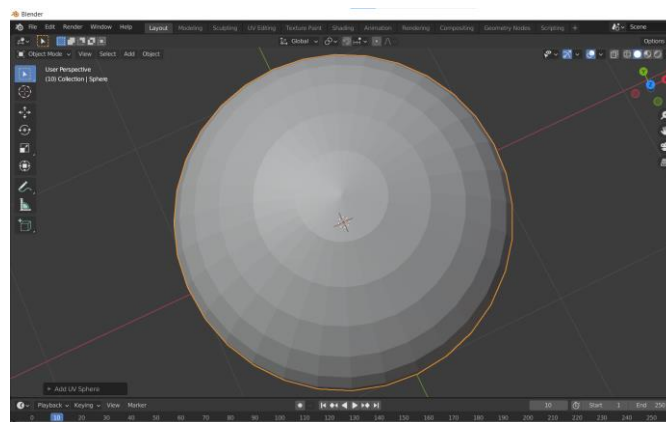 Blender
File Edit Render Window Help Layout Modeling Sculpting UV Editing Texture Paint Shading Animation Rendering Compositing Geometry Nodes Scripting + Scene
Global Options
Object Mode View Select Add Object
User Perspective
(10) Collection | Sphere
Y
Z
Add UV Sphere
Playback Keying View Marker 10 Start 1 End 250
0 10 20 30 40 50 60 70 80 90 100 110 120 130 140 150 160 170 180 190 200 210 220 230 240 250